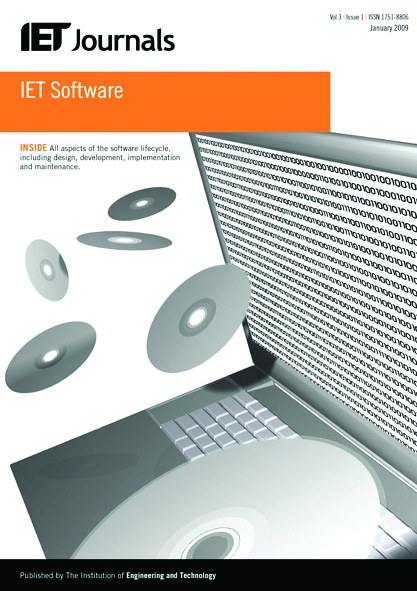 Vol 3 | Issue 1 | ISSN 1751-8806
January 2009
IET Journals
IET Software
INSIDE All aspects of the software lifecycle,
including design, development, implementation
and maintenance.
Published by The Institution of Engineering and Technology